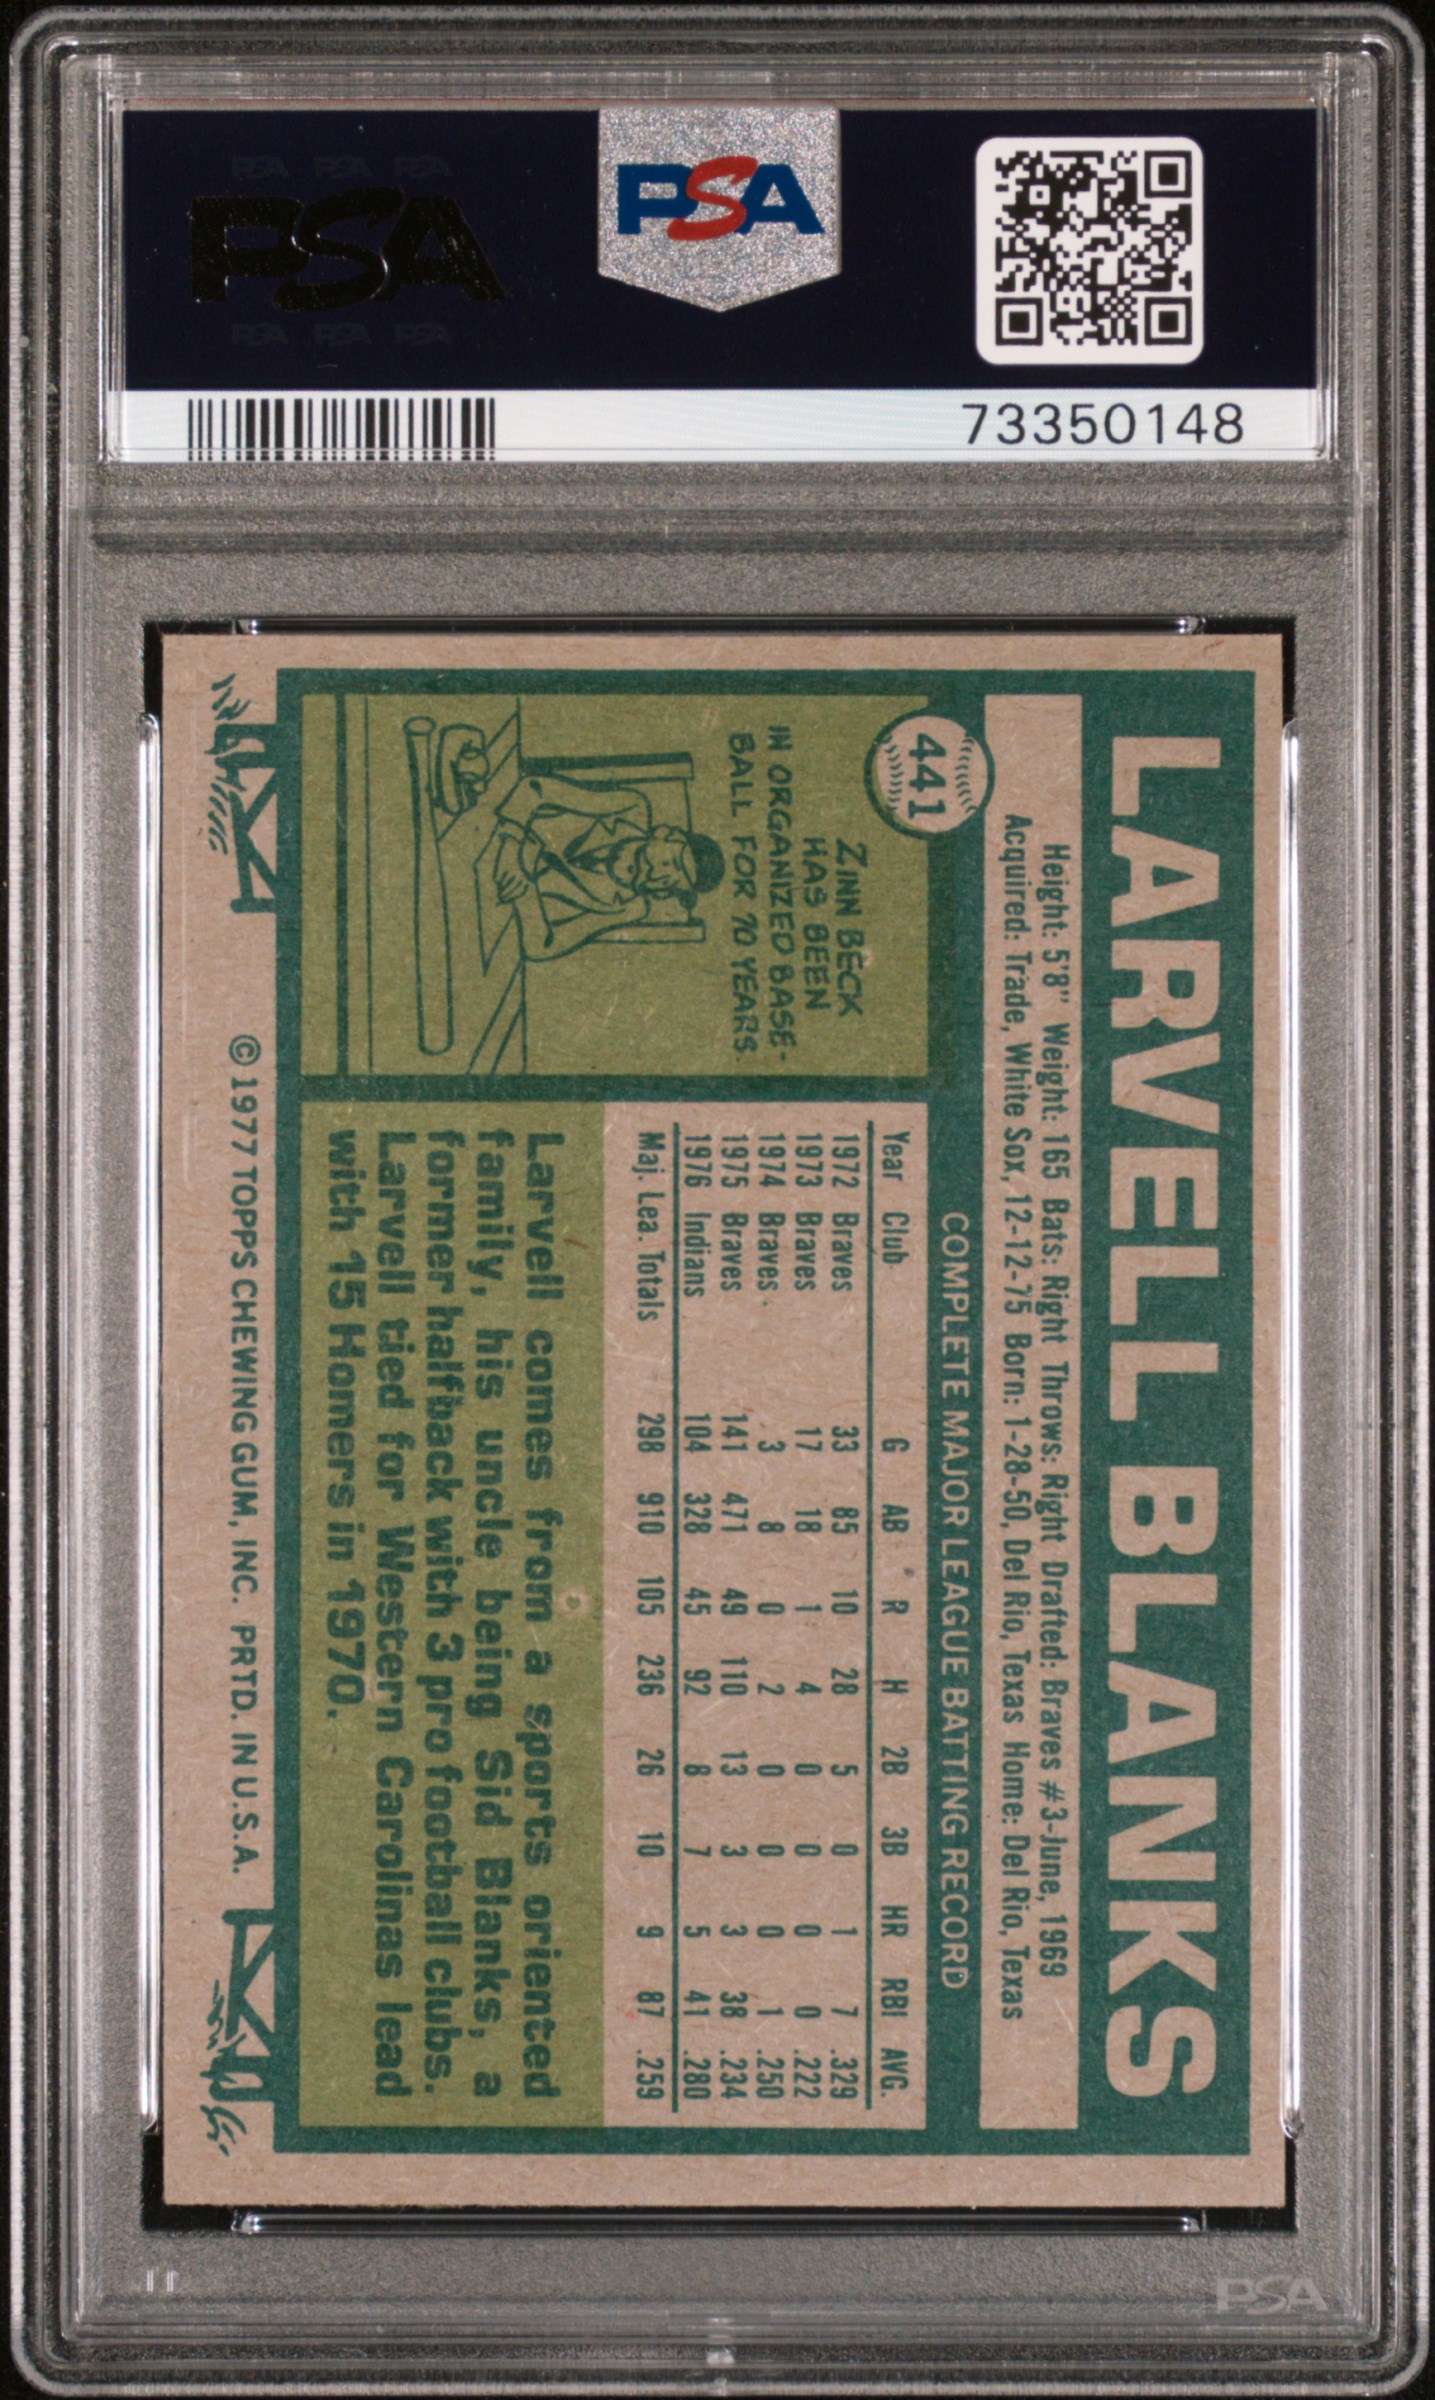 PSA PSA PSA
PSA
PSA PSA PSA
PSA
73350148
LARVELL BLANKS
Height: 5'8" Weight: 165 Bats: Right Throws: Right Drafted: Braves #3-June, 1969
Acquired: Trade, White Sox, 12-12-75 Born: 1-28-50, Del Rio, Texas Home: Del Rio, Texas
441
ZINN BECK
HAS BEEN
IN ORGANIZED BASE-
BALL FOR 70 YEARS.
COMPLETE MAJOR LEAGUE BATTING RECORD
Year Club G AB R H 2B 3B HR RBI AVG.
1972 Braves 33 85 10 28 5 0 1 7 .329
1973 Braves 17 18 1 4 0 0 0 0 .222
1974 Braves 3 8 0 2 0 0 0 1 .250
1975 Braves 141 471 49 110 13 3 3 38 .234
1976 Indians 104 328 45 92 8 7 5 41 .280
Maj. Lea. Totals 298 910 105 236 26 10 9 87 .259
Larvell comes from a sports oriented
family, his uncle being Sid Blanks, a
former halfback with 3 pro football clubs.
Larvell tied for Western Carolinas lead
with 15 Homers in 1970.
© 1977 TOPPS CHEWING GUM, INC. PRTD. IN U.S.A.
PSA